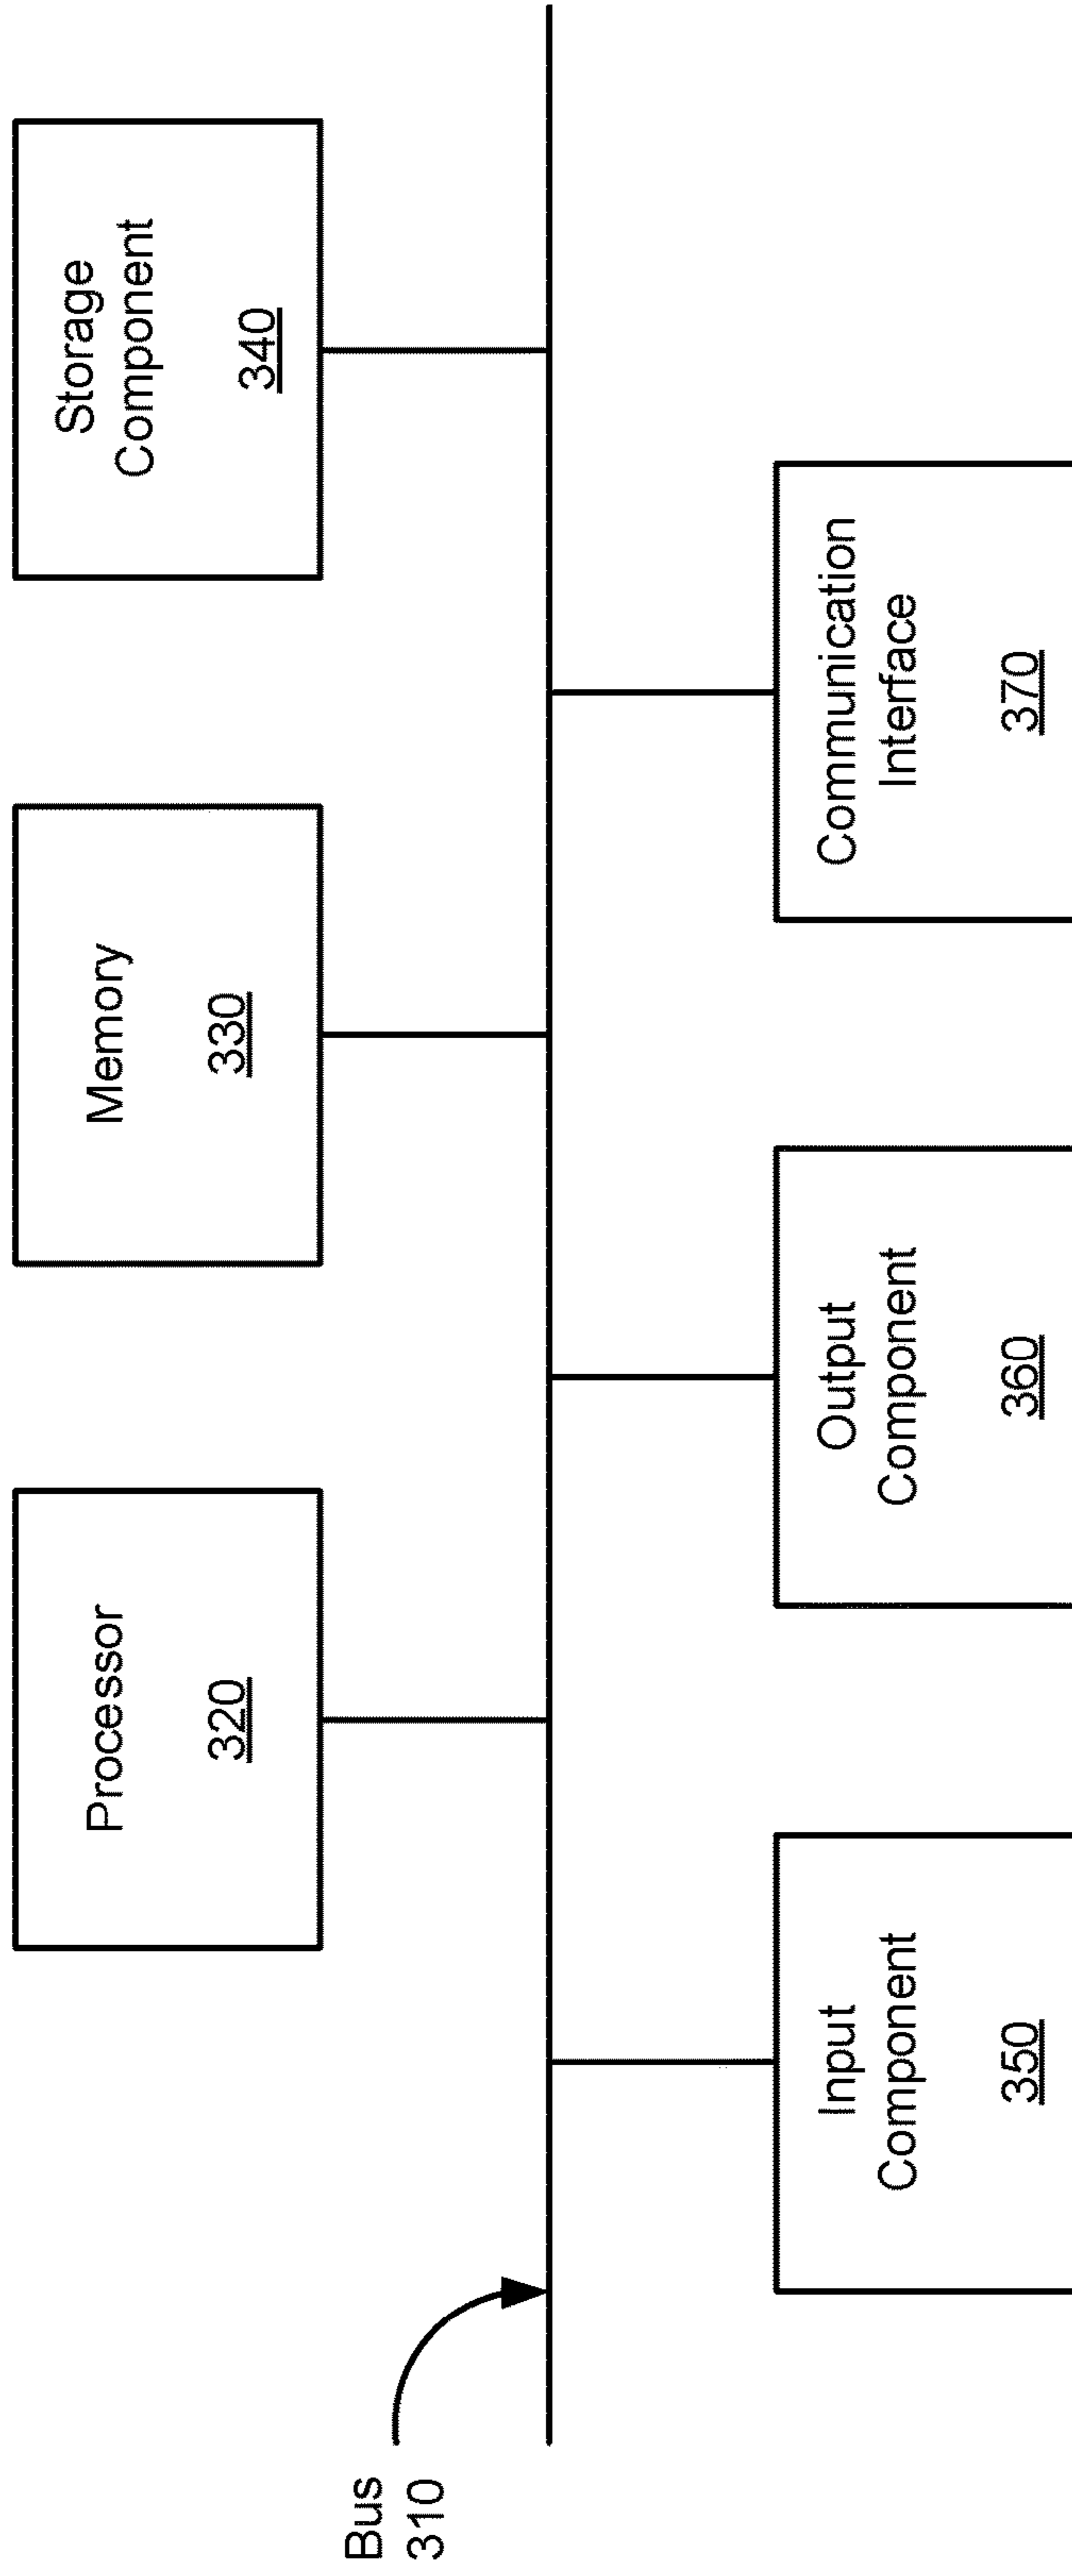 Processor
320
Memory
330
Storage
Component
340
Bus
310
Input
Component
350
Output
Component
360
Communication
Interface
370